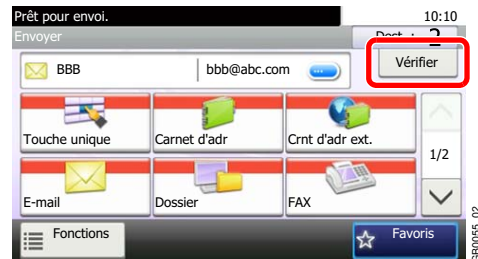 Prêt pour envoi. 10:10
Envoyer Dest. : 2
BBB bbb@abc.com
Vérifier
Touche unique Carnet d'adr Crnt d'adr ext.
1/2
E-mail Dossier FAX
Fonctions Favoris
GB0055_02